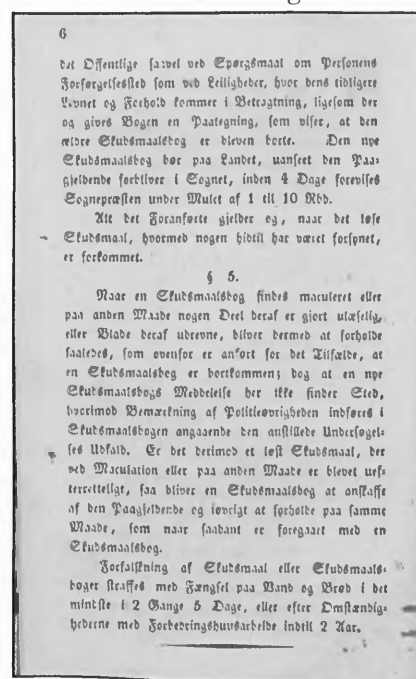 6
det Offentlige saavel ved Spørgsmaal om Personens
Forsørgelsessted som ved Leiligheder, hvor dens tidligere
Levnet og Forhold kommer i Betragtning, ligesom der
og gives Bogen en Paategning, som viser, at den
ældre Skudsmaalsbog er bleven borte. Den nye
Skudsmaalsbog bør paa Landet, uanseet den Paa-
gjeldende forbliver i Sognet, inden 4 Dage forevises
Sognepræsten under Mulct af 1 til 10 Rbd.
Alt det Foranførte gjelder og, naar det løse
Skudsmaal, hvormed nogen hidtil har været forsynet,
er forkommet.
§ 5.
Naar en Skudsmaalsbog findes maculeret eller
paa anden Maade nogen Deel deraf er gjort ulæselig,
eller Blade deraf udrevne, bliver dermed at forholde
saaledes, som ovenfor er anført for det Tilfælde, at
en Skudsmaalsbog er bortkommen; dog at en nye
Skudsmaalsbogs Meddelelse her ikke finder Sted,
hvorimod Bemærkning af Politieøvrigheden indføres i
Skudsmaalsbogen angaaende den anstillede Undersøgel-
ses Udfald. Er det derimod et løst Skudsmaal, der
ved Maculation eller paa anden Maade er blevet uef-
terretteligt, saa bliver en Skudsmaalsbog at anskaffe
af den Paagjeldende og iøvrigt at forholde paa samme
Maade, som naar saadant er foregaaet med en
Skudsmaalsbog.
Forfalskning af Skudsmaal eller Skudsmaals-
bøger straffes med Fængsel paa Vand og Brød i det
mindste i 2 Gange 5 Dage, eller efter Omstændig-
hederne med Forbedringshuusarbeide indtil 2 Aar.